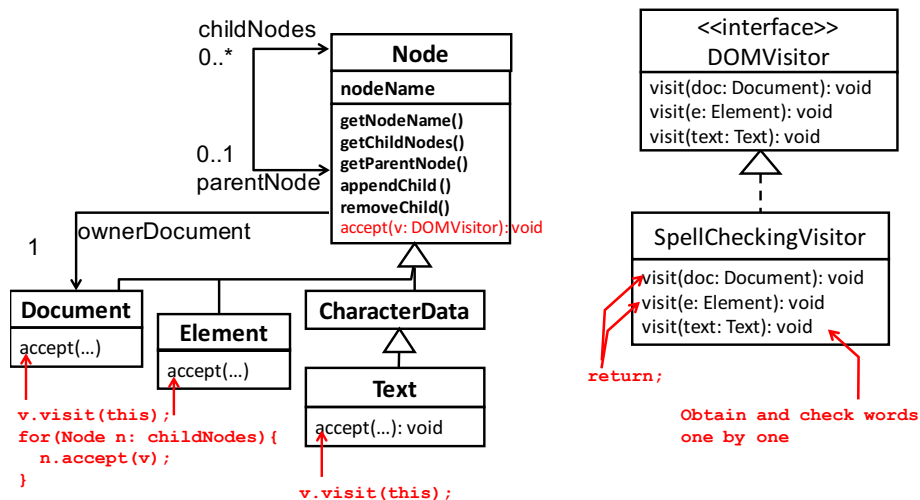 childNodes
0..*
0..1
parentNode
Node
nodeName
getNodeName()
getChildNodes()
getParentNode()
appendChild()
removeChild()
accept(v: DOMVisitor): void
ownerDocument
1
Document
accept(...)
Element
accept(...)
CharacterData
Text
accept(...): void
v.visit(this);
for(Node n: childNodes){
n.accept(v);
}
v.visit(this);
<<interface>>
DOMVisitor
visit(doc: Document): void
visit(e: Element): void
visit(text: Text): void
SpellCheckingVisitor
visit(doc: Document): void
visit(e: Element): void
visit(text: Text): void
return;
Obtain and check words
one by one